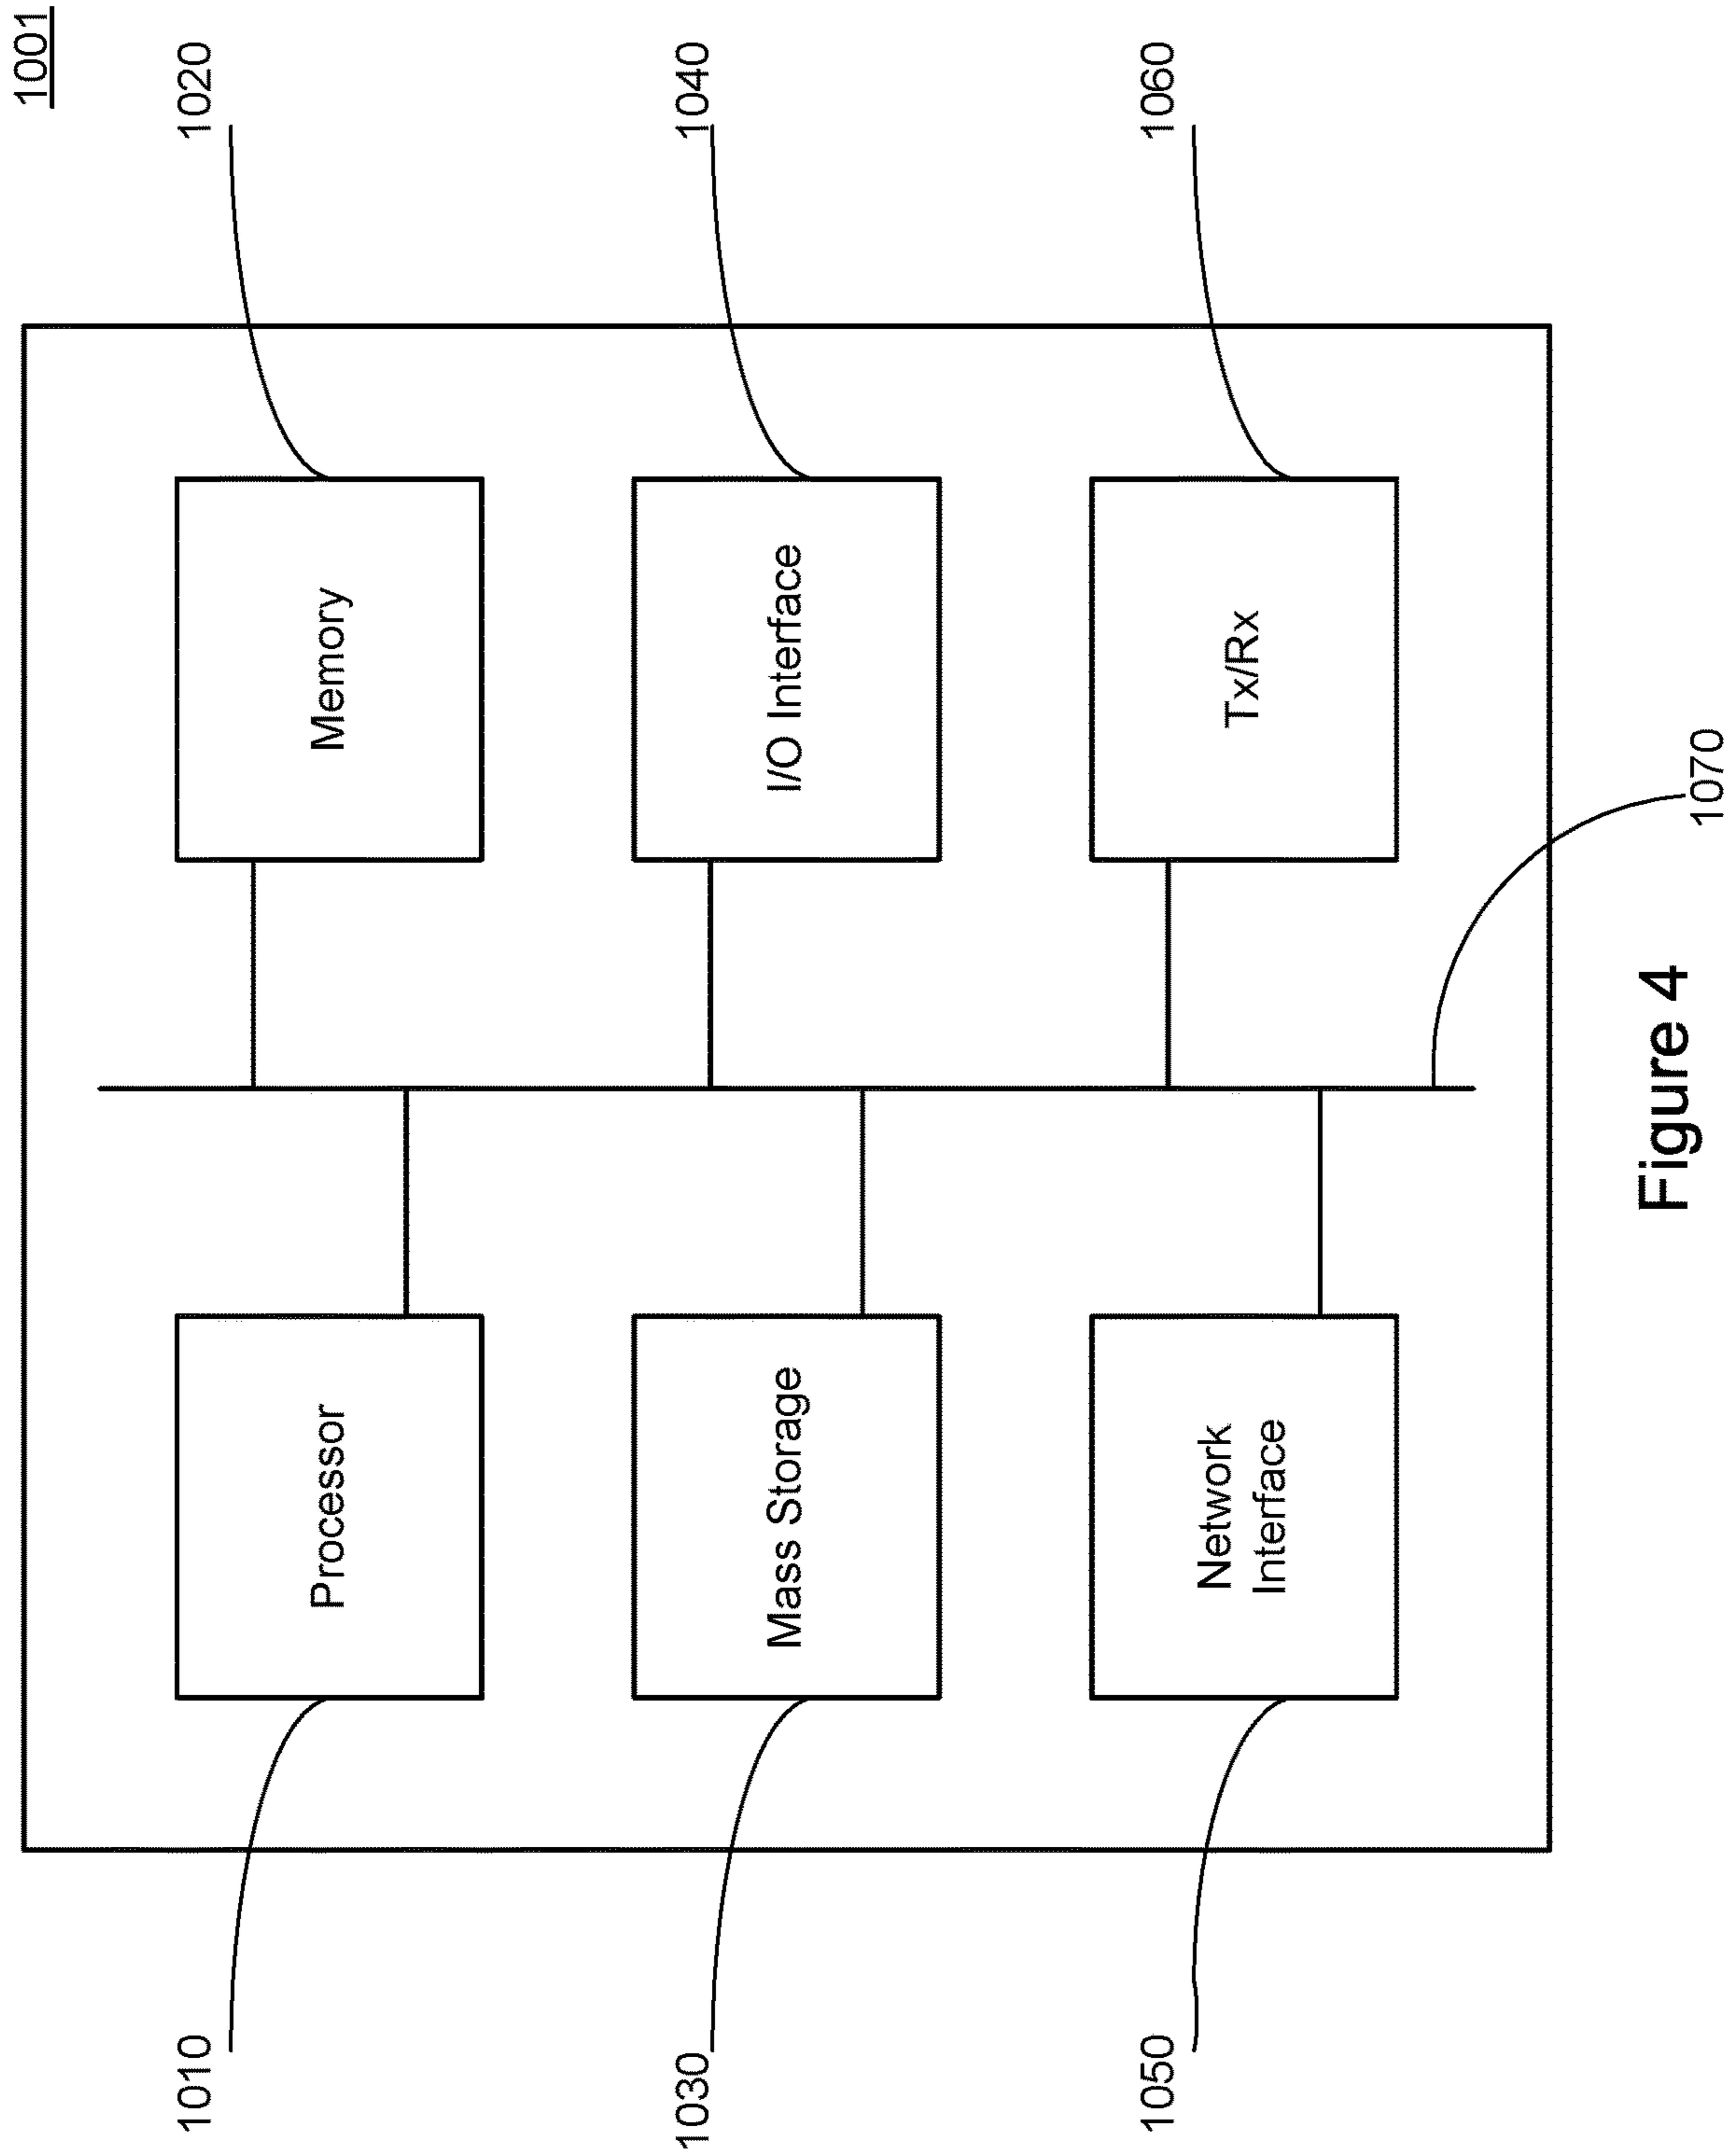 1001
1010
Processor
Memory
1020
1030
Mass Storage
I/O Interface
1040
1050
Network
Interface
Tx/Rx
1060
1070
Figure 4